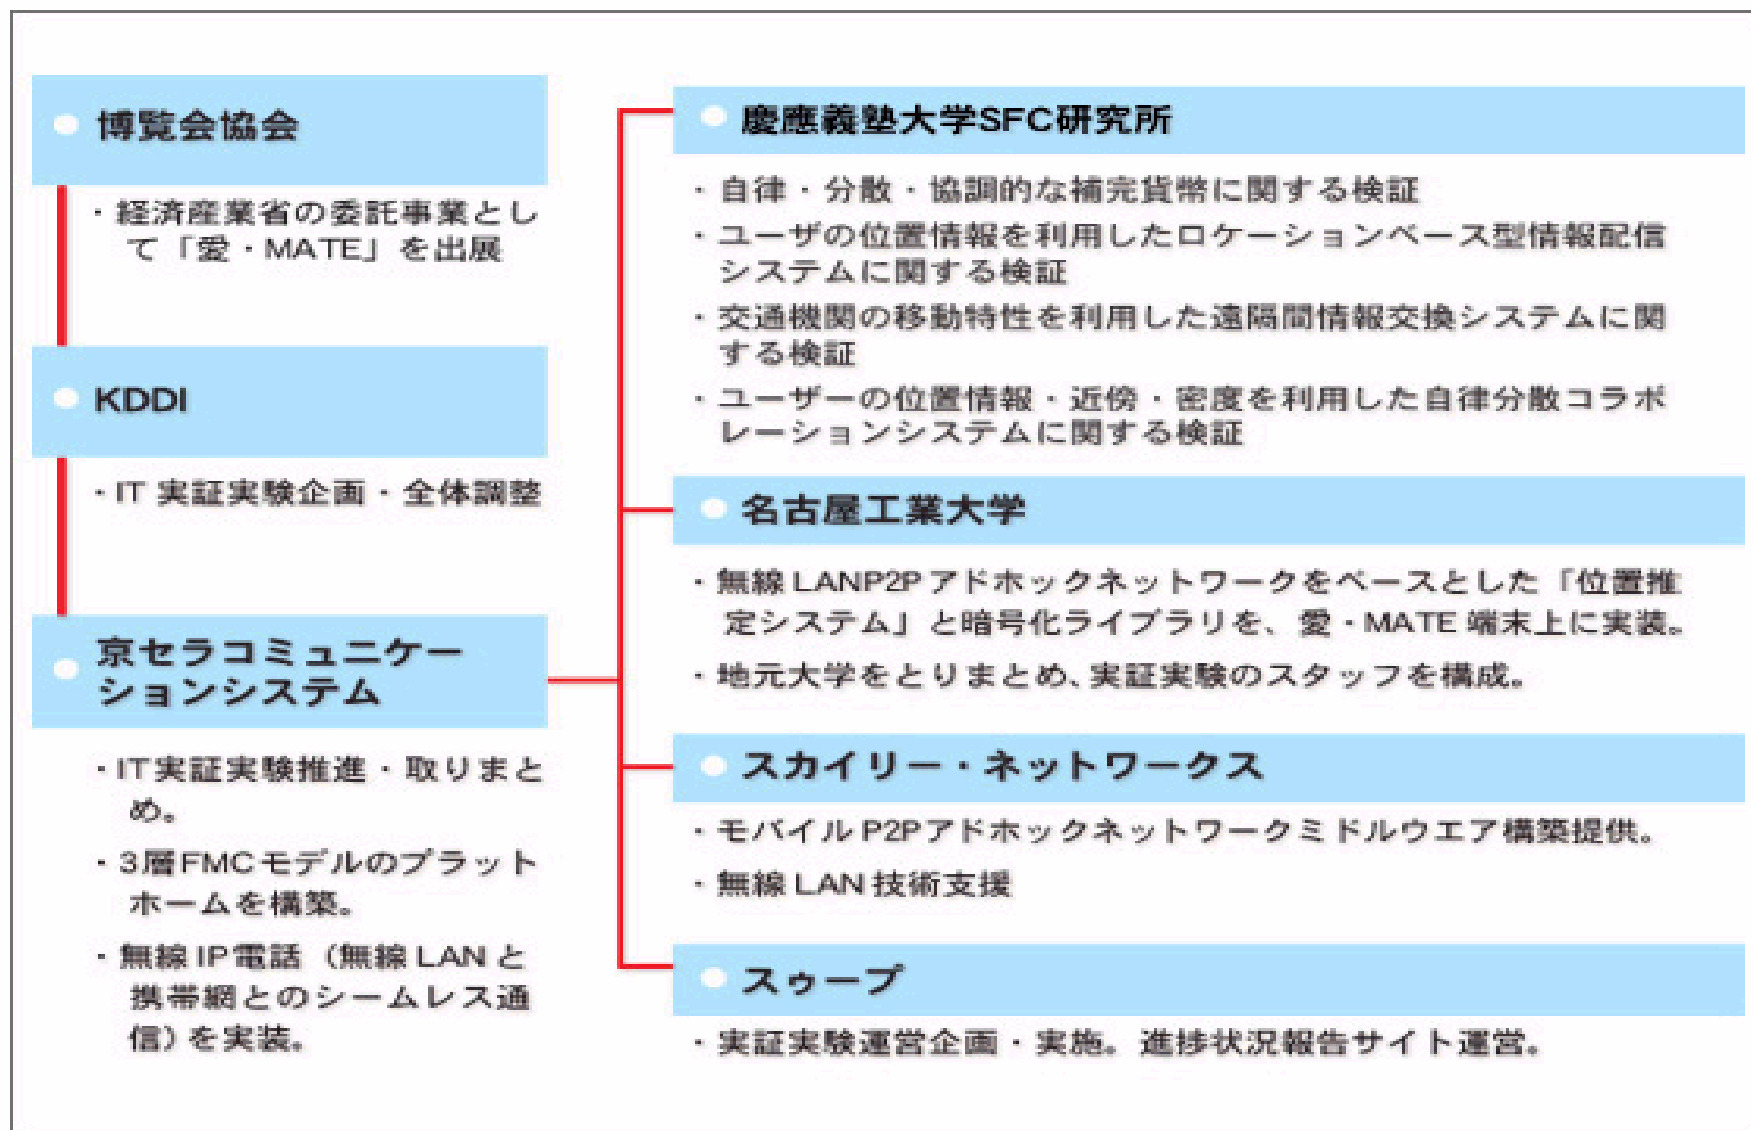 博覧会協会
・経済産業省の委託事業とし
て「愛・MATE」を出展
KDDI
・IT 実証実験企画・全体調整
京セラコミュニケー
ションシステム
・IT実証実験推進・取りまと
め。
・3層FMCモデルのプラット
ホームを構築。
・無線IP電話（無線LANと
携帯網とのシームレス通
信）を実装。
慶應義塾大学SFC研究所
・自律・分散・協調的な補完貨幣に関する検証
・ユーザの位置情報を利用したロケーションベース型情報配信
システムに関する検証
・交通機関の移動特性を利用した遠隔間情報交換システムに関
する検証
・ユーザーの位置情報・近傍・密度を利用した自律分散コラボ
レーションシステムに関する検証
名古屋工業大学
・無線LANP2Pアドホックネットワークをベースとした「位置推
定システム」と暗号化ライブラリを、愛・MATE 端末上に実装。
・地元大学をとりまとめ、実証実験のスタッフを構成。
スカイリー・ネットワークス
・モバイルP2Pアドホックネットワークミドルウエア構築提供。
・無線LAN技術支援
スゥープ
・実証実験運営企画・実施。進捗状況報告サイト運営。